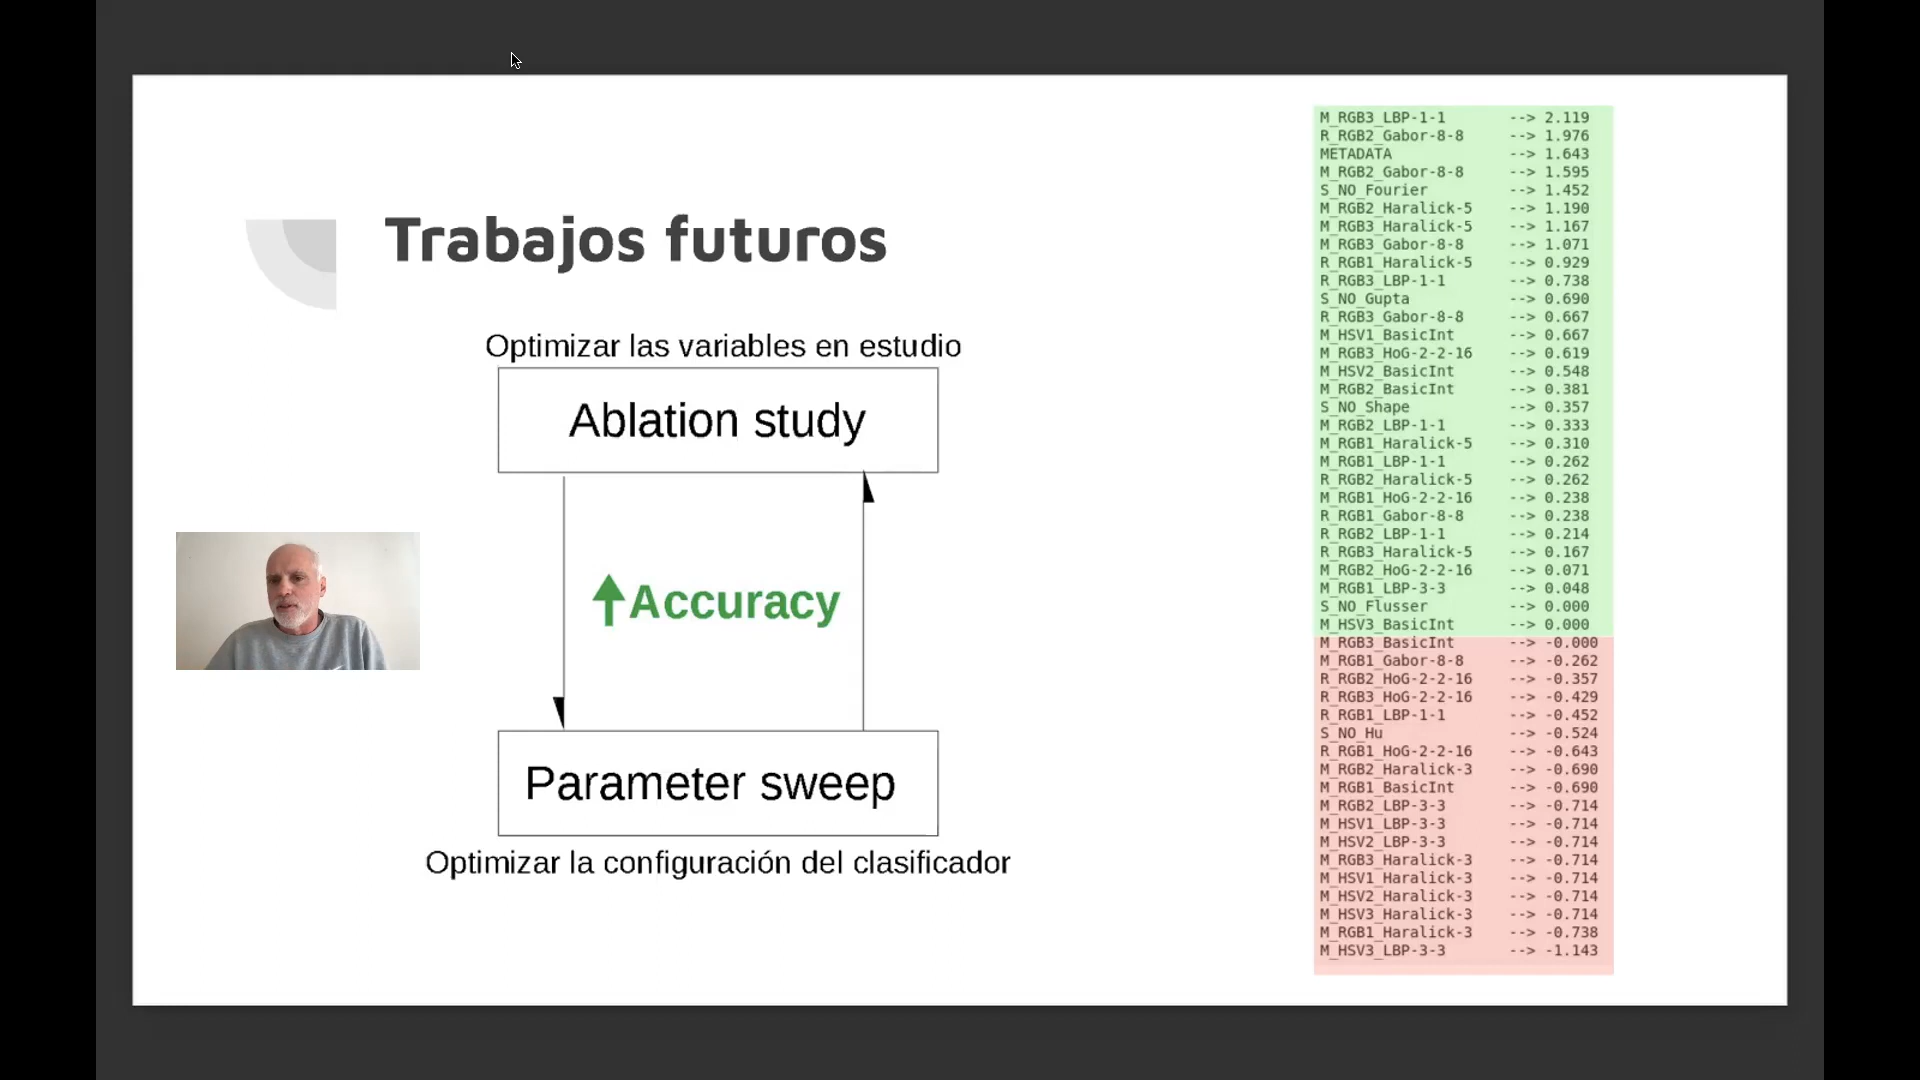 Trabajos futuros
Optimizar las variables en estudio
Ablation study
Accuracy
Parameter sweep
Optimizar la configuración del clasificador
M_RGB3_LBP-1-1 --> 2.119
R_RGB2_Gabor-8-8 --> 1.976
METADATA --> 1.643
M_RGB2_Gabor-8-8 --> 1.595
S_NO_Fourier --> 1.452
M_RGB2_Haralick-5 --> 1.190
M_RGB3_Haralick-5 --> 1.167
M_RGB3_Gabor-8-8 --> 1.071
R_RGB1_Haralick-5 --> 0.929
R_RGB3_LBP-1-1 --> 0.738
S_NO_Gupta --> 0.690
R_RGB3_Gabor-8-8 --> 0.667
M_HSV1_BasicInt --> 0.667
M_RGB3_HoG-2-2-16 --> 0.619
M_HSV2_BasicInt --> 0.548
M_RGB2_BasicInt --> 0.381
S_NO_Shape --> 0.357
M_RGB2_LBP-1-1 --> 0.333
M_RGB1_Haralick-5 --> 0.310
M_RGB1_LBP-1-1 --> 0.262
R_RGB2_Haralick-5 --> 0.262
M_RGB1_HoG-2-2-16 --> 0.238
R_RGB1_Gabor-8-8 --> 0.238
R_RGB2_LBP-1-1 --> 0.214
R_RGB3_Haralick-5 --> 0.167
M_RGB2_HoG-2-2-16 --> 0.071
M_RGB1_LBP-3-3 --> 0.048
S_NO_Flusser --> 0.000
M_HSV3_BasicInt --> 0.000
M_RGB3_BasicInt --> -0.000
M_RGB1_Gabor-8-8 --> -0.262
R_RGB2_HoG-2-2-16 --> -0.357
R_RGB3_HoG-2-2-16 --> -0.429
R_RGB1_LBP-1-1 --> -0.452
S_NO_Hu --> -0.524
R_RGB1_HoG-2-2-16 --> -0.643
M_RGB2_Haralick-3 --> -0.690
M_RGB1_BasicInt --> -0.690
M_RGB2_LBP-3-3 --> -0.714
M_HSV1_LBP-3-3 --> -0.714
M_HSV2_LBP-3-3 --> -0.714
M_RGB3_Haralick-3 --> -0.714
M_HSV1_Haralick-3 --> -0.714
M_HSV2_Haralick-3 --> -0.714
M_HSV3_Haralick-3 --> -0.714
M_RGB1_Haralick-3 --> -0.738
M_HSV3_LBP-3-3 --> -1.143